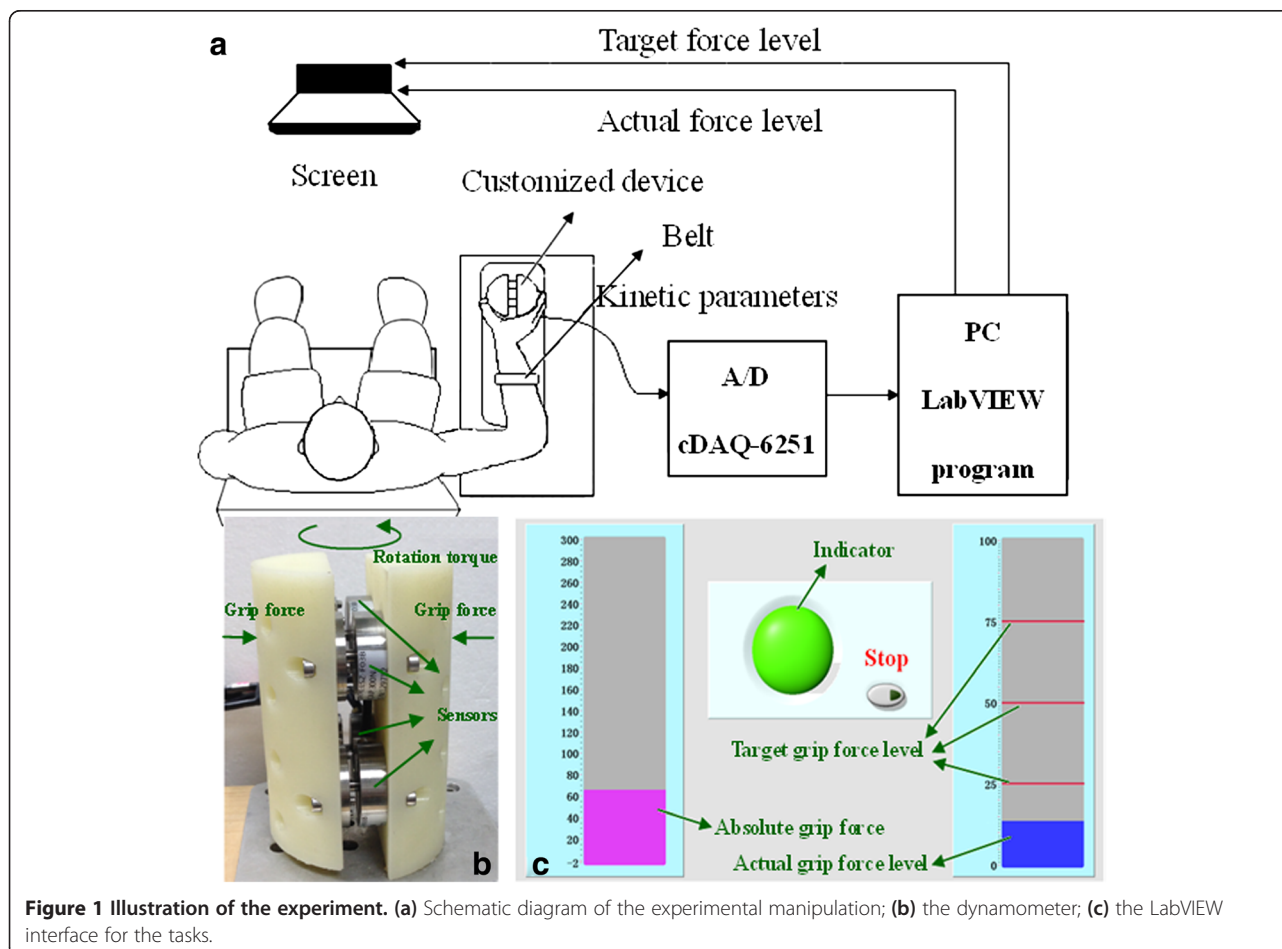 a
Target force level
Actual force level
Screen
Customized device
Belt
Kinetic parameters
A/D
cDAQ-6251
PC
LabVIEW
program
Rotation torque
Grip force
Grip force
Sensors
b
300
280
260
240
220
200
180
160
140
120
100
80
60
40
20
-2
Indicator
Stop
Target grip force level
Absolute grip force
Actual grip force level
100
75
50
25
0
c
Figure 1 Illustration of the experiment. (a) Schematic diagram of the experimental manipulation; (b) the dynamometer; (c) the LabVIEW
interface for the tasks.